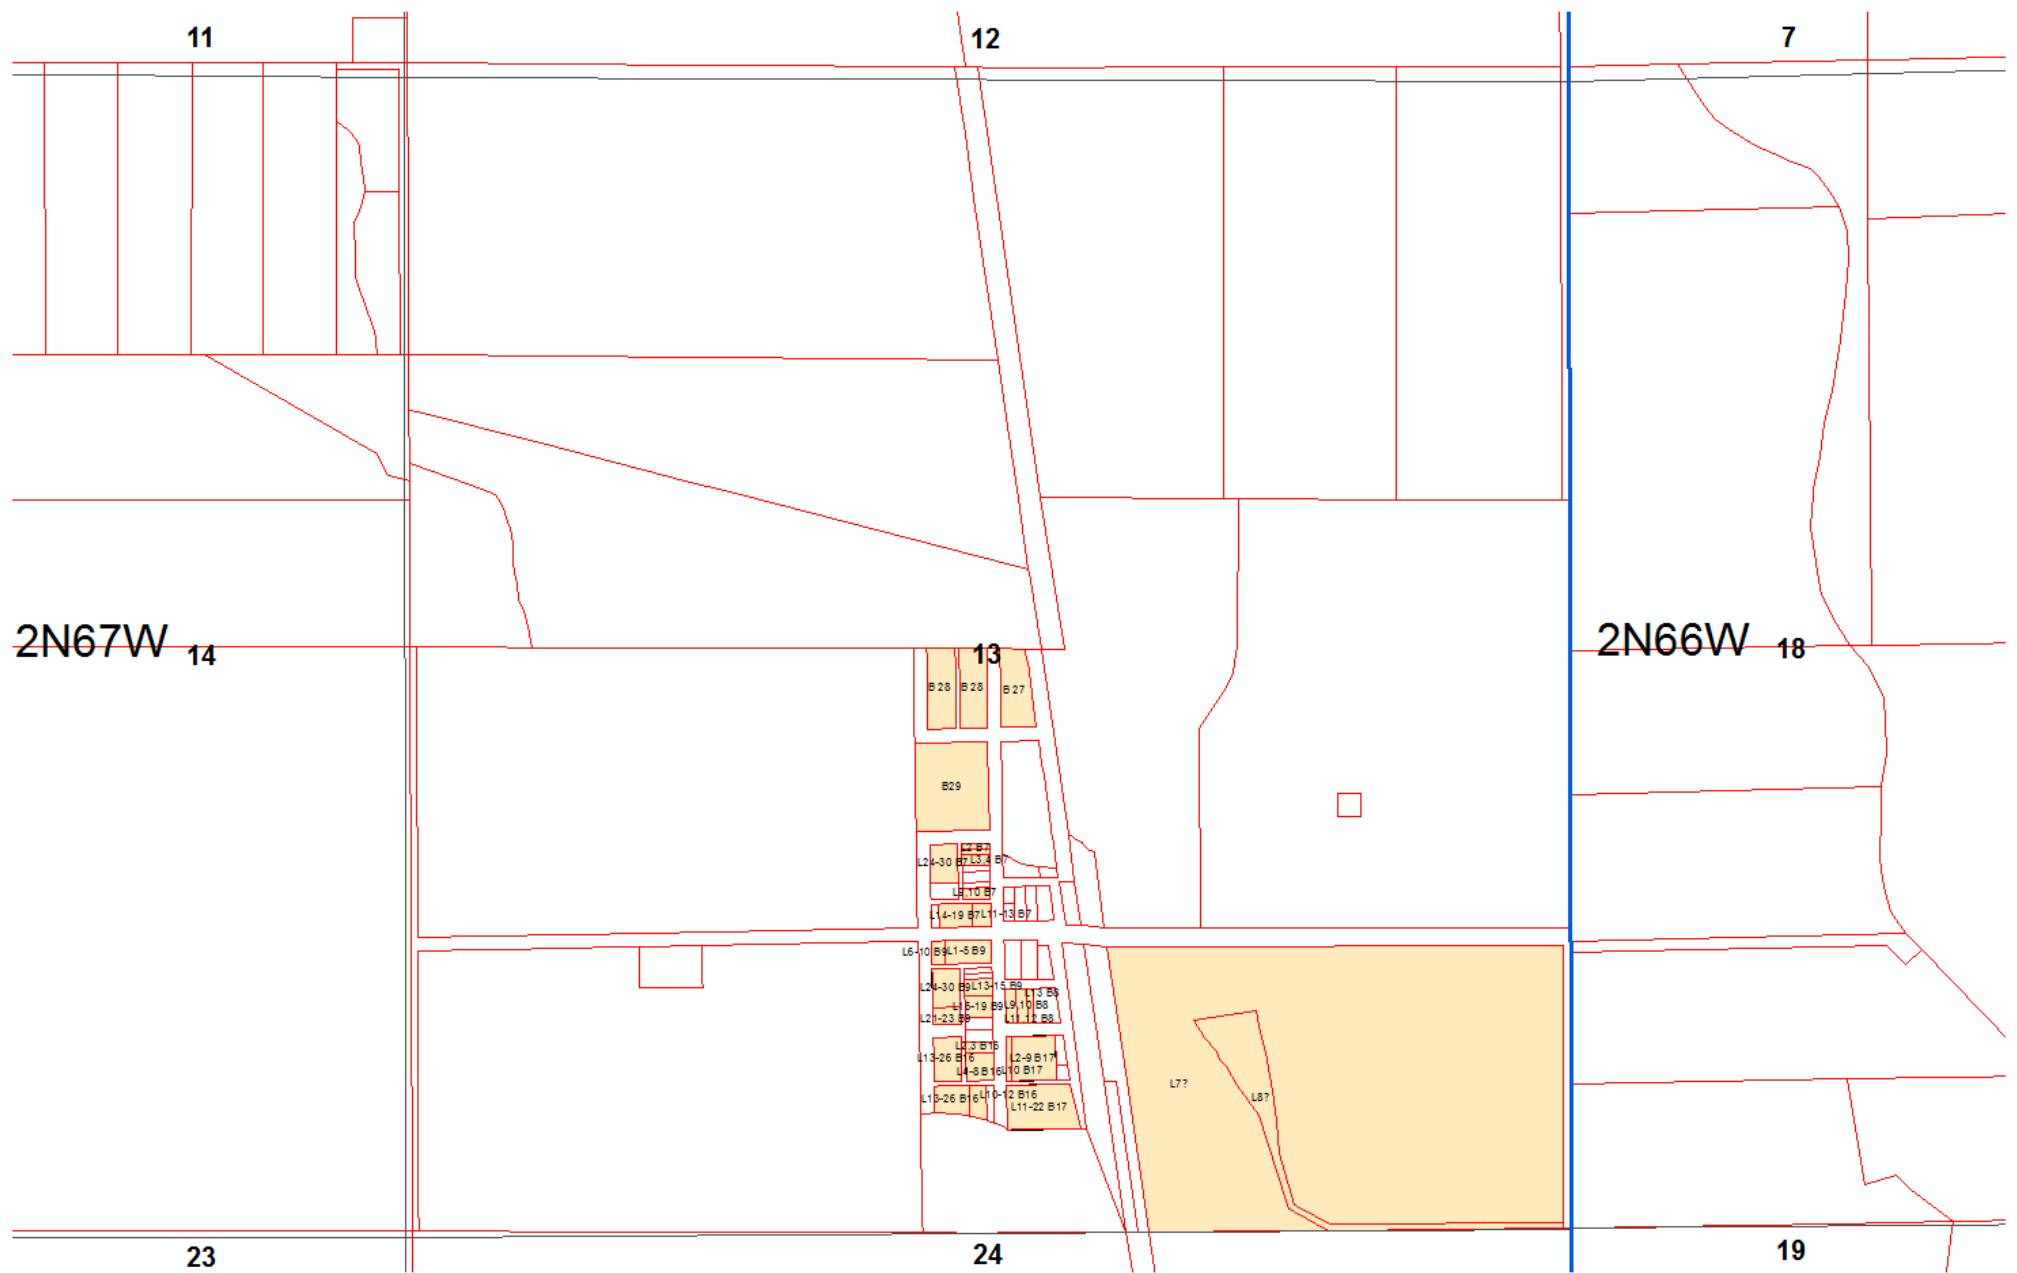 11
12
7
2N67W
14
13
2N66W
18
B 28
B 28
B 27
B29
L2 B7
L24-30 B7
L3,4 B7
L9,10 B7
L14-19 B7
L11-13 B7
L6-10 B9
L1-5 B9
L24-30 B9
L13-15 B9
L13 B8
L16-19 B9
L9,10 B8
L21-23 B9
L11,12 B8
L2,3 B16
L13-26 B16
L2-9 B17
L4-8 B16
L10 B17
L13-26 B16
L10-12 B16
L11-22 B17
L7?
L8?
23
24
19